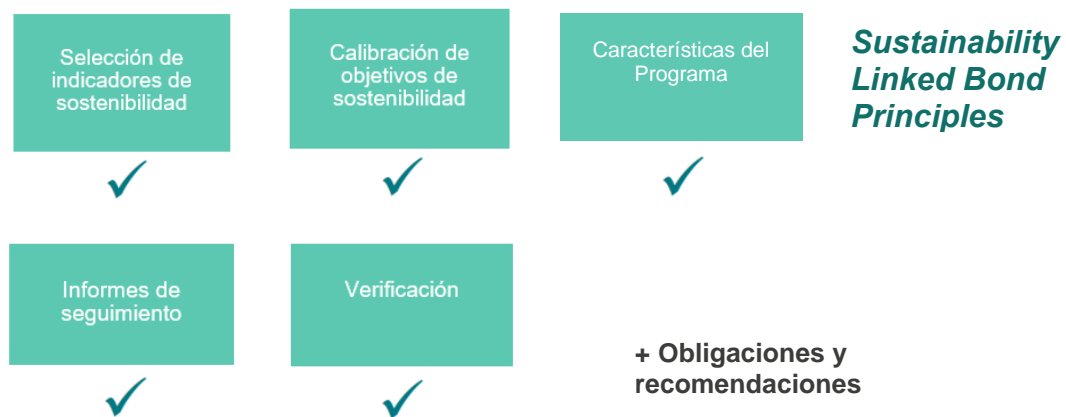 Selección de
indicadores de
sostenibilidad
Calibración de
objetivos de
sostenibilidad
Características del
Programa
Sustainability
Linked Bond
Principles
Informes de
seguimiento
Verificación
+ Obligaciones y
recomendaciones